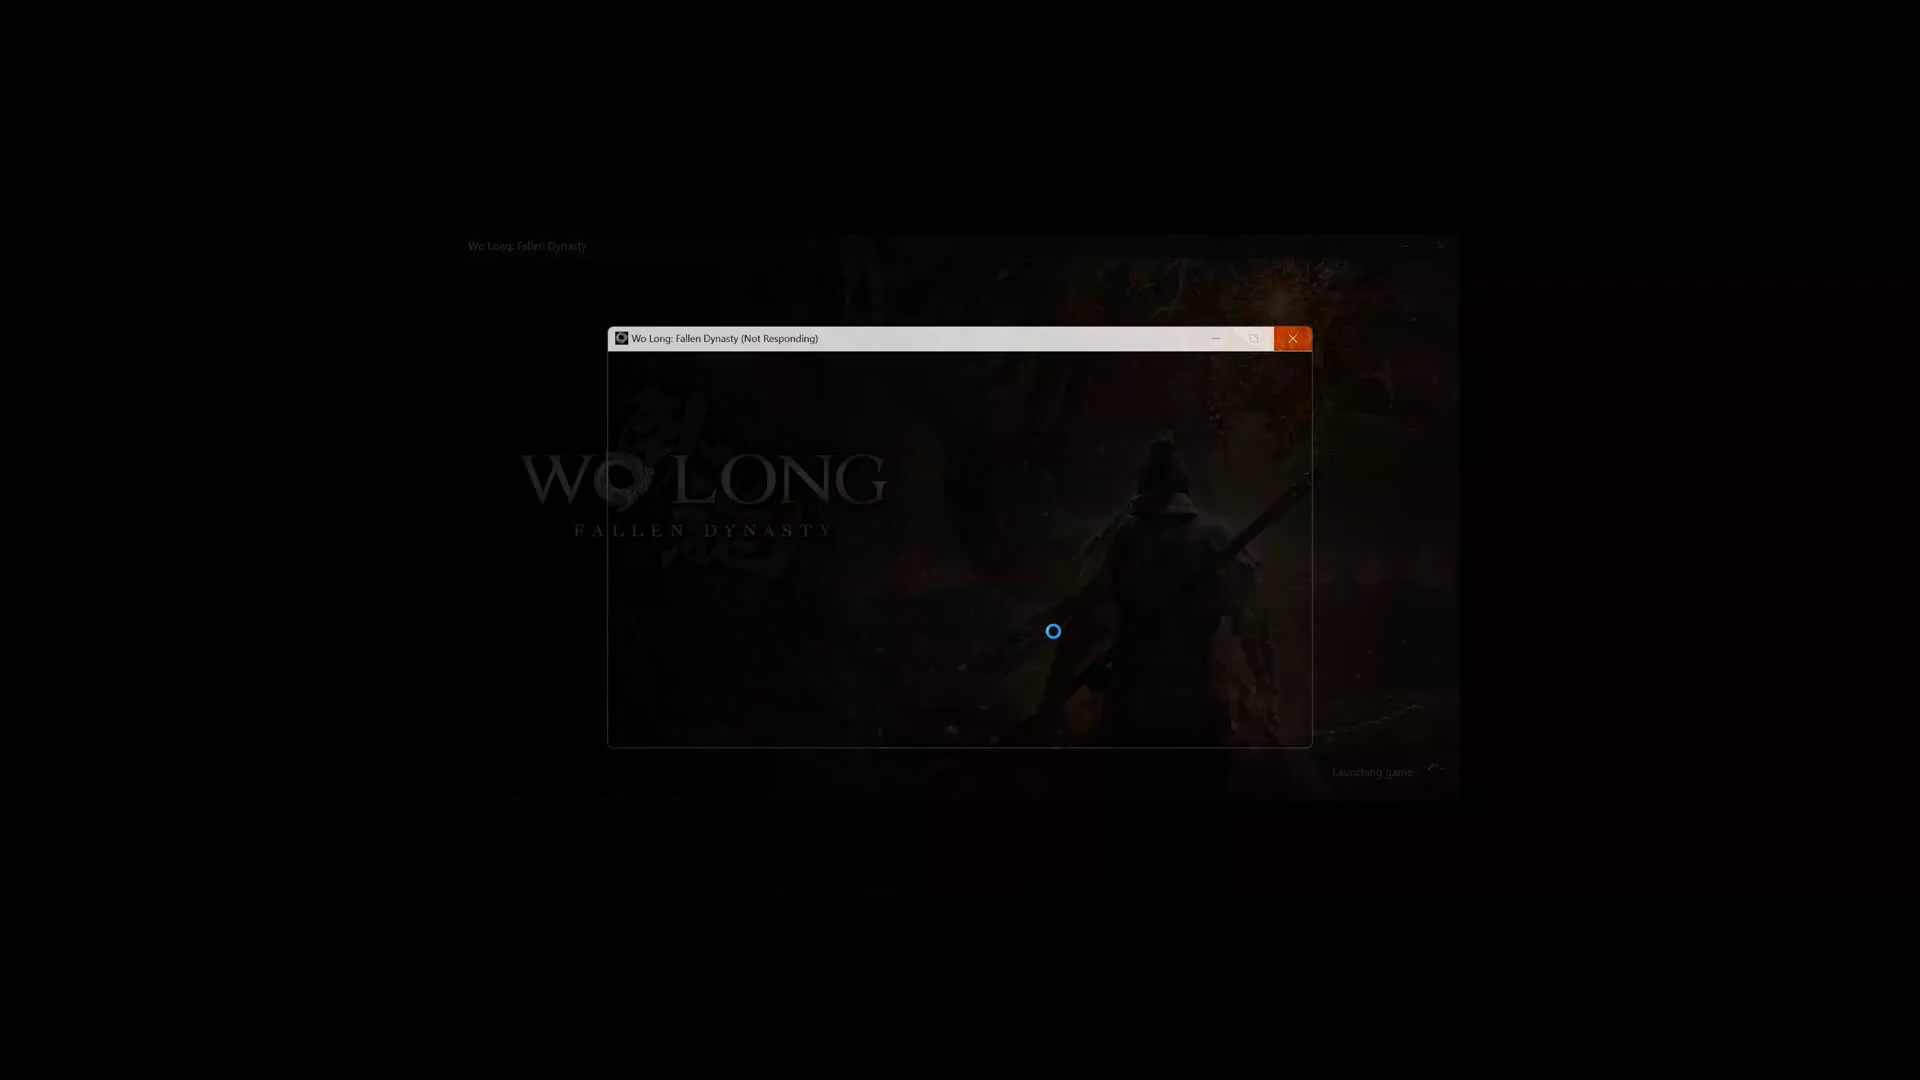 Wo Long: Fallen Dynasty
Wo Long: Fallen Dynasty (Not Responding)
WO LONG
FALLEN DYNASTY
Launching game...